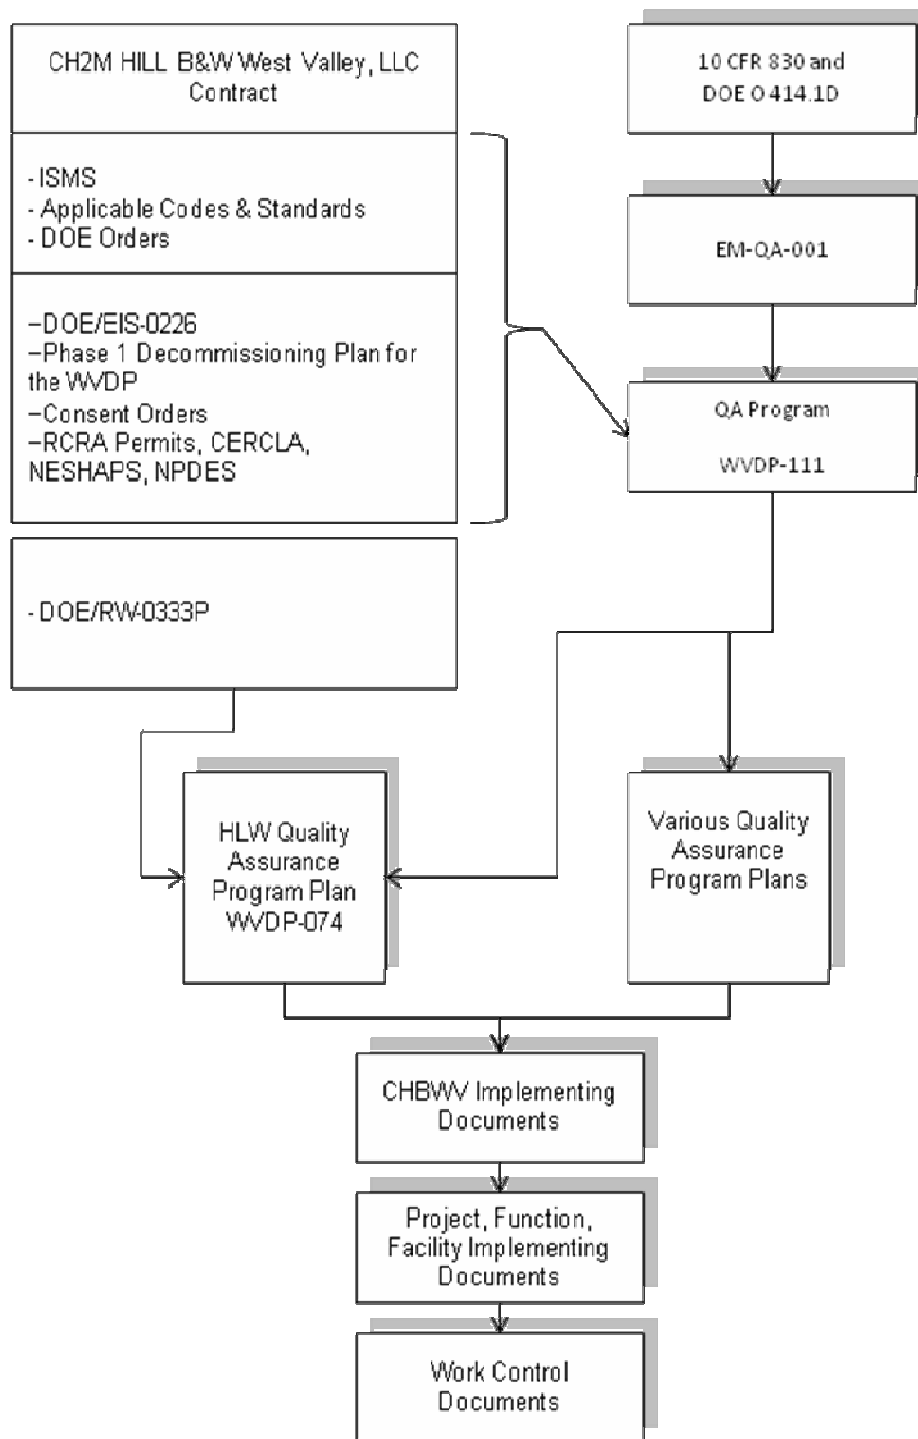 CH2M HILL B&W West Valley, LLC
Contract
- ISMS
- Applicable Codes & Standards
- DOE Orders
–DOE/EIS-0226
–Phase 1 Decommissioning Plan for
the WVDP
–Consent Orders
–RCRA Permits, CERCLA,
NESHAPS, NPDES
- DOE/RW-0333P
10 CFR 830 and
DOE O 414.1D
EM-QA-001
QA Program
WVDP-111
HLW Quality
Assurance
Program Plan
WVDP-074
Various Quality
Assurance
Program Plans
CHBWV Implementing
Documents
Project, Function,
Facility Implementing
Documents
Work Control
Documents